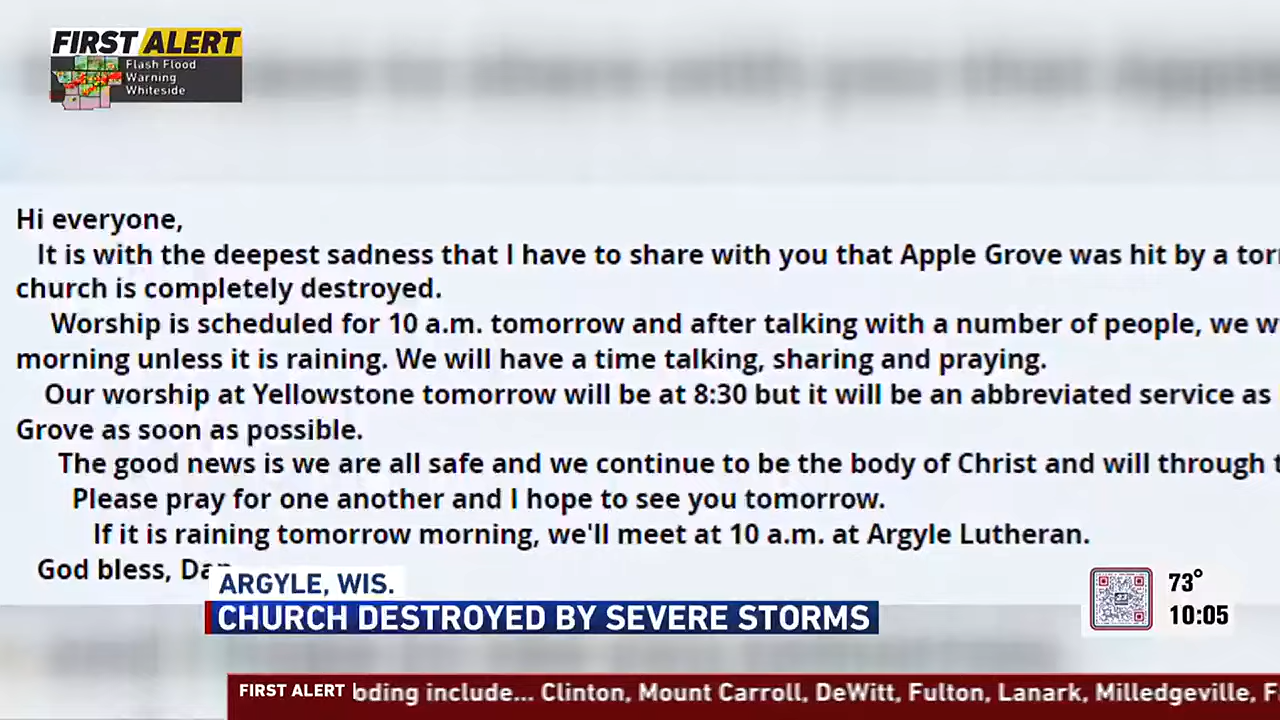 FIRST ALERT
Flash Flood
Warning
Whiteside
Hi everyone,
It is with the deepest sadness that I have to share with you that Apple Grove was hit by a tor
church is completely destroyed.
Worship is scheduled for 10 a.m. tomorrow and after talking with a number of people, we w
morning unless it is raining. We will have a time talking, sharing and praying.
Our worship at Yellowstone tomorrow will be at 8:30 but it will be an abbreviated service as
Grove as soon as possible.
The good news is we are all safe and we continue to be the body of Christ and will through t
Please pray for one another and I hope to see you tomorrow.
If it is raining tomorrow morning, we'll meet at 10 a.m. at Argyle Lutheran.
God bless,
ARGYLE, WIS.
CHURCH DESTROYED BY SEVERE STORMS
73°
10:05
FIRST ALERT oding include... Clinton, Mount Carroll, DeWitt, Fulton, Lanark, Milledgeville, F